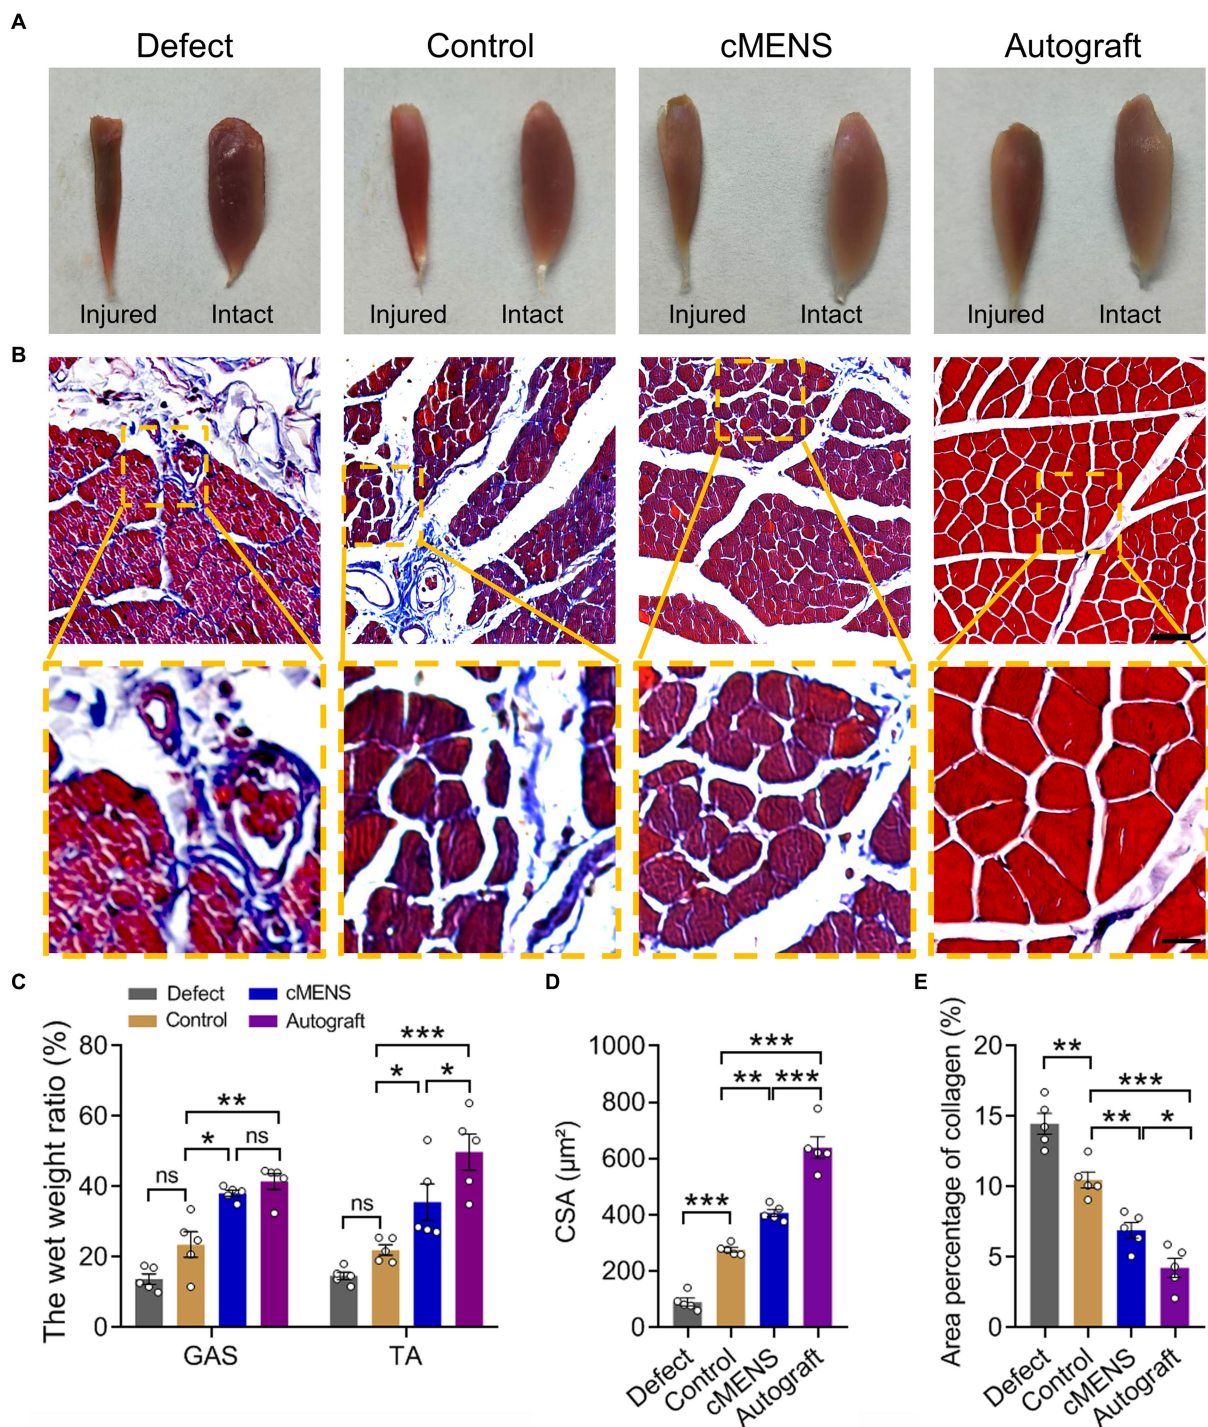 A
Defect Control cMENS Autograft
Injured Intact Injured Intact Injured Intact Injured Intact
B
C
Defect cMENS
Control Autograft
The wet weight ratio (%)
80
60
40
20
0
ns * ns
**
ns * *
***
GAS TA
D
CSA (µm²)
1000
800
600
400
200
0
***
** ***
***
Defect Control cMENS Autograft
E
Area percentage of collagen (%)
20
15
10
5
0
**
***
** *
Defect Control cMENS Autograft